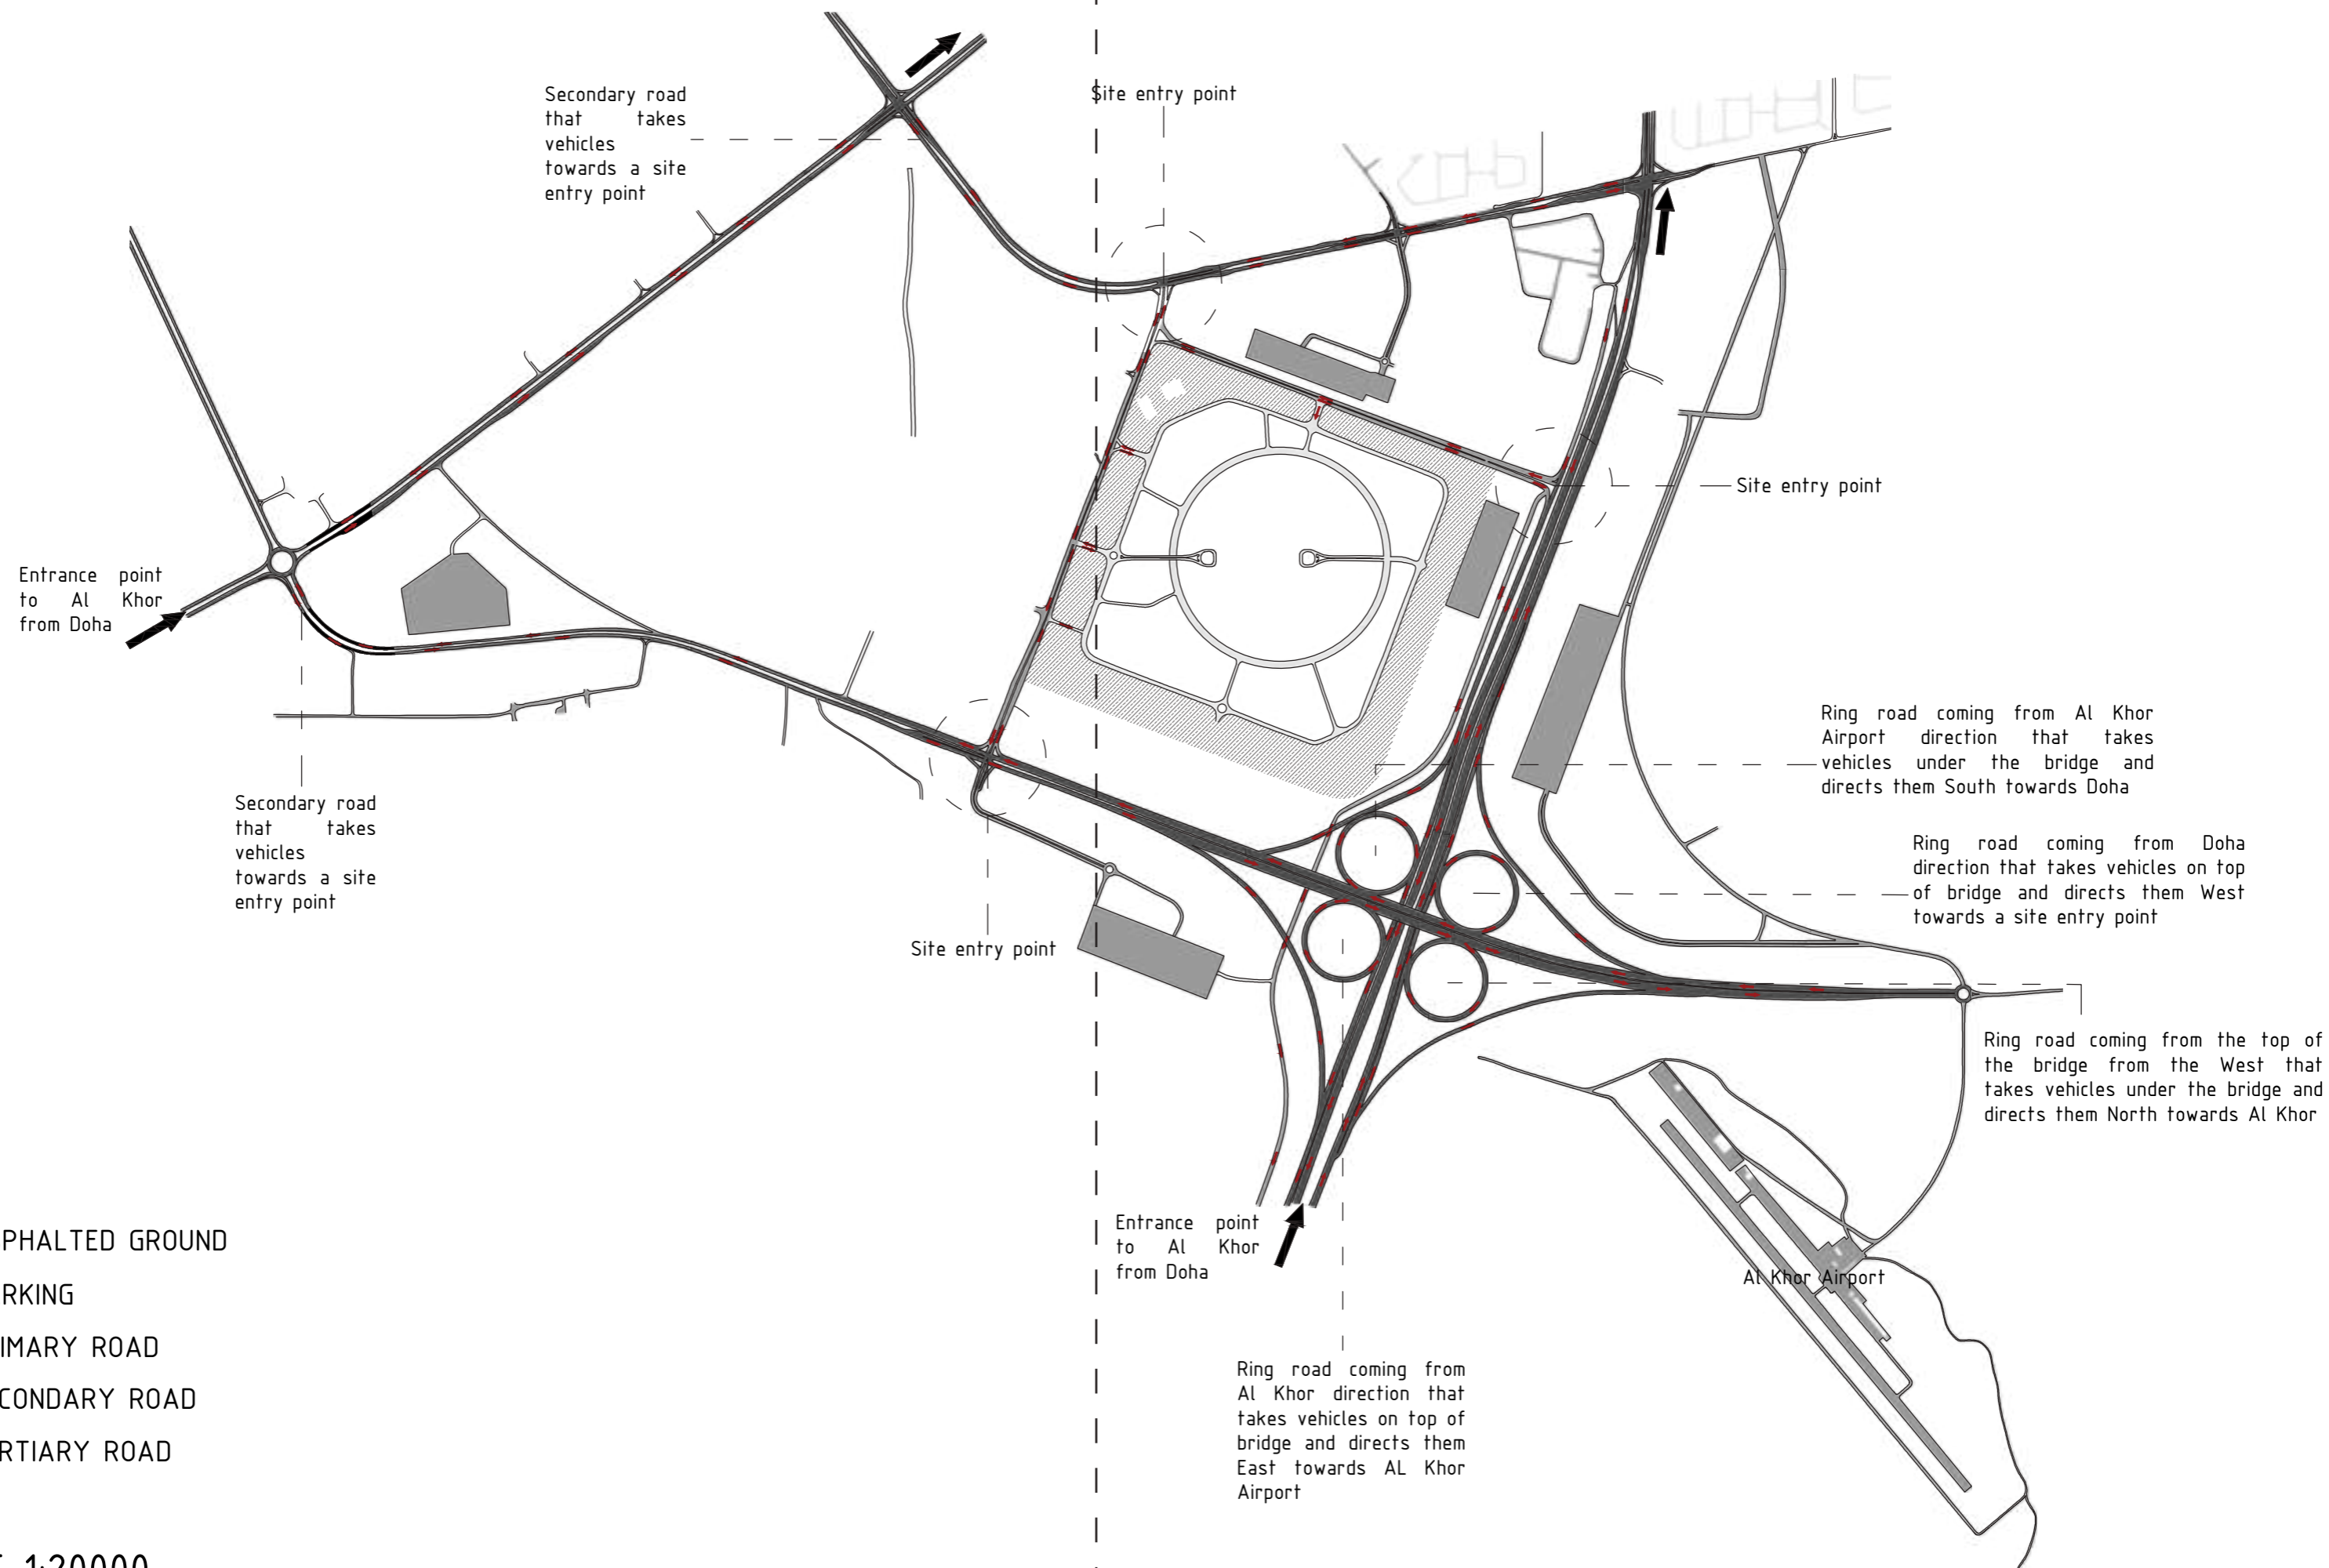 Secondary road
that takes
vehicles
towards a site
entry point
Site entry point
Site entry point
Entrance point
to Al Khor
from Doha
Secondary road
that takes
vehicles
towards a site
entry point
Site entry point
Ring road coming from Al Khor
Airport direction that takes
vehicles under the bridge and
directs them South towards Doha
Ring road coming from Doha
direction that takes vehicles on top
of bridge and directs them West
towards a site entry point
Ring road coming from the top of
the bridge from the West that
takes vehicles under the bridge and
directs them North towards Al Khor
Entrance point
to Al Khor
from Doha
Al Khor Airport
Ring road coming from
Al Khor direction that
takes vehicles on top of
bridge and directs them
East towards AL Khor
Airport
PHALTED GROUND
RKING
IMARY ROAD
CONDARY ROAD
RTIARY ROAD
1:20000